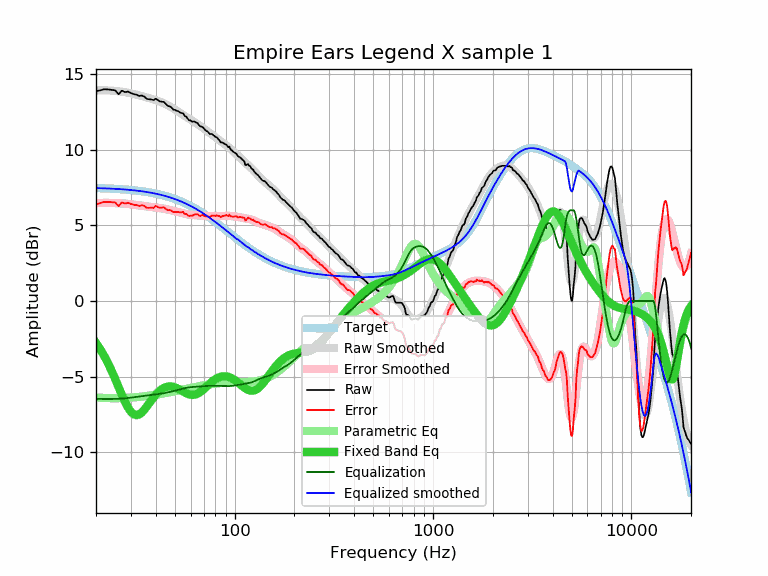 Empire Ears Legend X sample 1
15
10
5
0
−5
−10
Amplitude (dBr)
Target
Raw Smoothed
Error Smoothed
Raw
Error
Parametric Eq
Fixed Band Eq
Equalization
Equalized smoothed
100
1000
10000
Frequency (Hz)